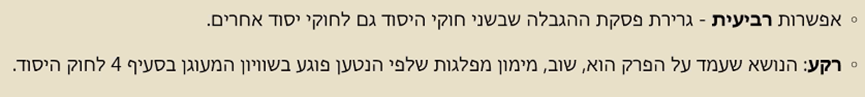 ◦ אפשרות רביעית - גרירת פסקת ההגבלה שבשני חוקי היסוד גם לחוקי יסוד אחרים.
◦ רקע: הנושא שעמד על הפרק הוא, שוב, מימון מפלגות שלפי הנטען פוגע בשוויון המעוגן בסעיף 4 לחוק היסוד.